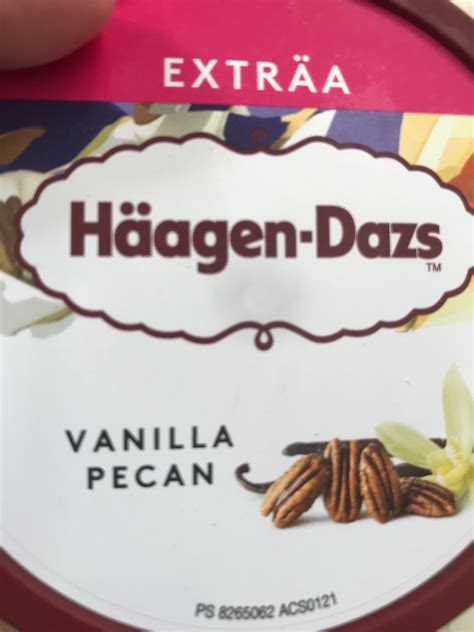 EXTRÄA
Häagen-Dazs
TM
VANILLA
PECAN
PS 8265062 ACS0121